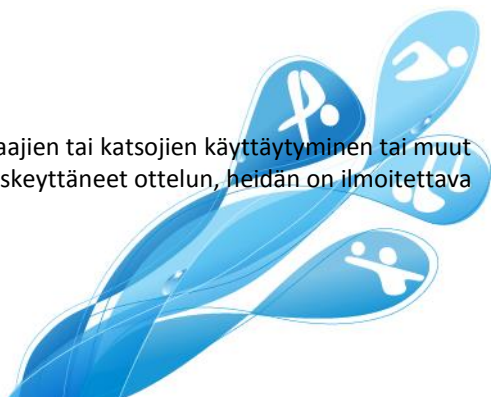 aajien tai katsojien käyttäytyminen tai muut
skeyttäneet ottelun, heidän on ilmoitettava